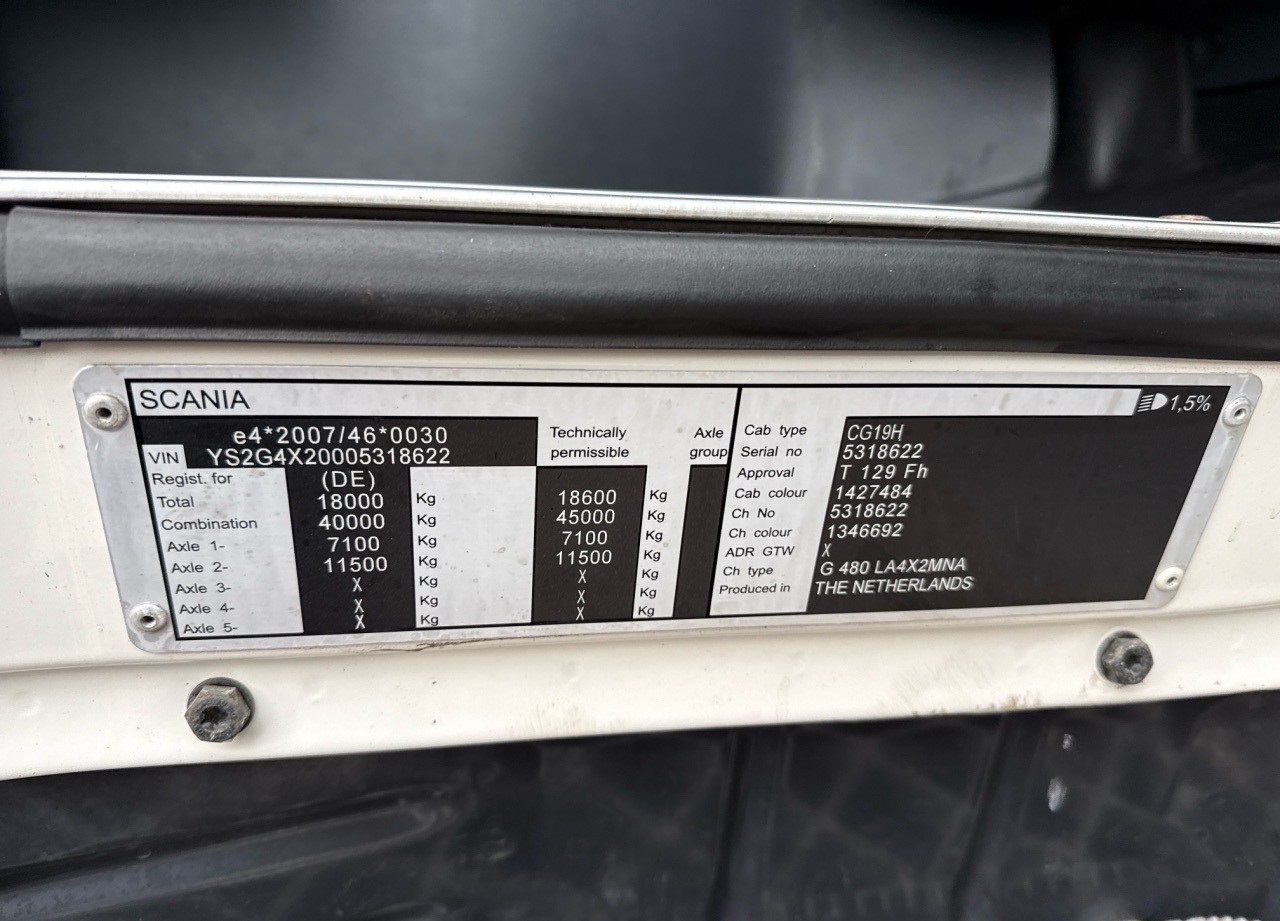 SCANIA
e4*2007/46*0030
VIN YS2G4X20005318622
Technically permissible
Axle group
Regist. for (DE)
Total 18000 Kg 18600 Kg
Combination 40000 Kg 45000 Kg
Axle 1- 7100 Kg 7100 Kg
Axle 2- 11500 Kg 11500 Kg
Axle 3- X Kg X Kg
Axle 4- X Kg X Kg
Axle 5- X Kg X Kg
1,5%
Cab type CG19H
Serial no 5318622
Approval T 129 Fh
Cab colour 1427484
Ch No 5318622
Ch colour 1346692
ADR GTW X
Ch type G 480 LA4X2MNA
Produced in THE NETHERLANDS